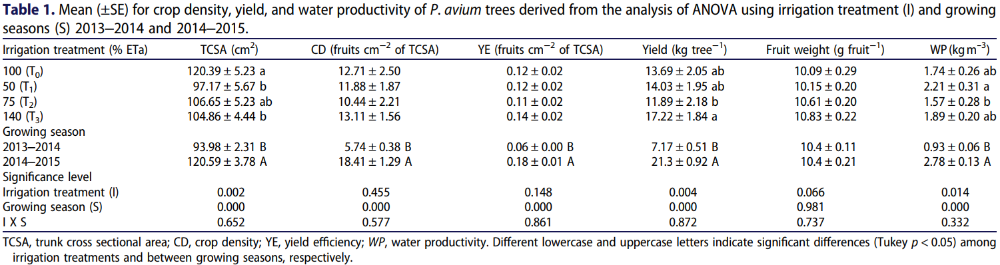 Table 1. Mean (±SE) for crop density, yield, and water productivity of P. avium trees derived from the analysis of ANOVA using irrigation treatment (I) and growing
seasons (S) 2013–2014 and 2014–2015.
Irrigation treatment (% ETa) TCSA (cm²) CD (fruits cm⁻² of TCSA) YE (fruits cm⁻² of TCSA) Yield (kg tree⁻¹) Fruit weight (g fruit⁻¹) WP (kg m⁻³)
100 (T₀) 120.39 ± 5.23 a 12.71 ± 2.50 0.12 ± 0.02 13.69 ± 2.05 ab 10.09 ± 0.29 1.74 ± 0.26 ab
50 (T₁) 97.17 ± 5.67 b 11.88 ± 1.87 0.12 ± 0.02 14.03 ± 1.95 ab 10.15 ± 0.20 2.21 ± 0.31 a
75 (T₂) 106.65 ± 5.23 ab 10.44 ± 2.21 0.11 ± 0.02 11.89 ± 2.18 b 10.61 ± 0.20 1.57 ± 0.28 b
140 (T₃) 104.86 ± 4.44 b 13.11 ± 1.56 0.14 ± 0.02 17.22 ± 1.84 a 10.83 ± 0.22 1.89 ± 0.20 ab
Growing season
2013–2014 93.98 ± 2.31 B 5.74 ± 0.38 B 0.06 ± 0.00 B 7.17 ± 0.51 B 10.4 ± 0.11 0.93 ± 0.06 B
2014–2015 120.59 ± 3.78 A 18.41 ± 1.29 A 0.18 ± 0.01 A 21.3 ± 0.92 A 10.4 ± 0.21 2.78 ± 0.13 A
Significance level
Irrigation treatment (I) 0.002 0.455 0.148 0.004 0.066 0.014
Growing season (S) 0.000 0.000 0.000 0.000 0.981 0.000
I X S 0.652 0.577 0.861 0.872 0.737 0.332
TCSA, trunk cross sectional area; CD, crop density; YE, yield efficiency; WP, water productivity. Different lowercase and uppercase letters indicate significant differences (Tukey p < 0.05) among
irrigation treatments and between growing seasons, respectively.